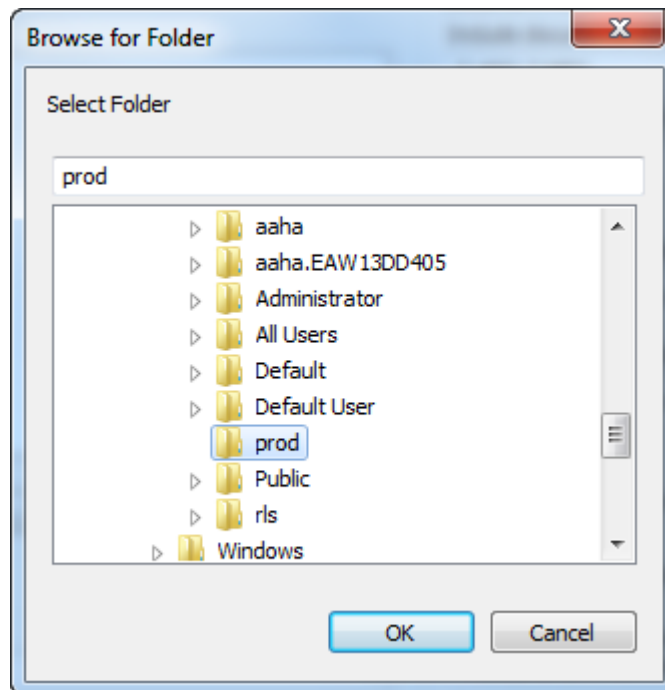 Browse for Folder
Select Folder
prod
aaha
aaha.EAW13DD405
Administrator
All Users
Default
Default User
prod
Public
rls
Windows
OK Cancel